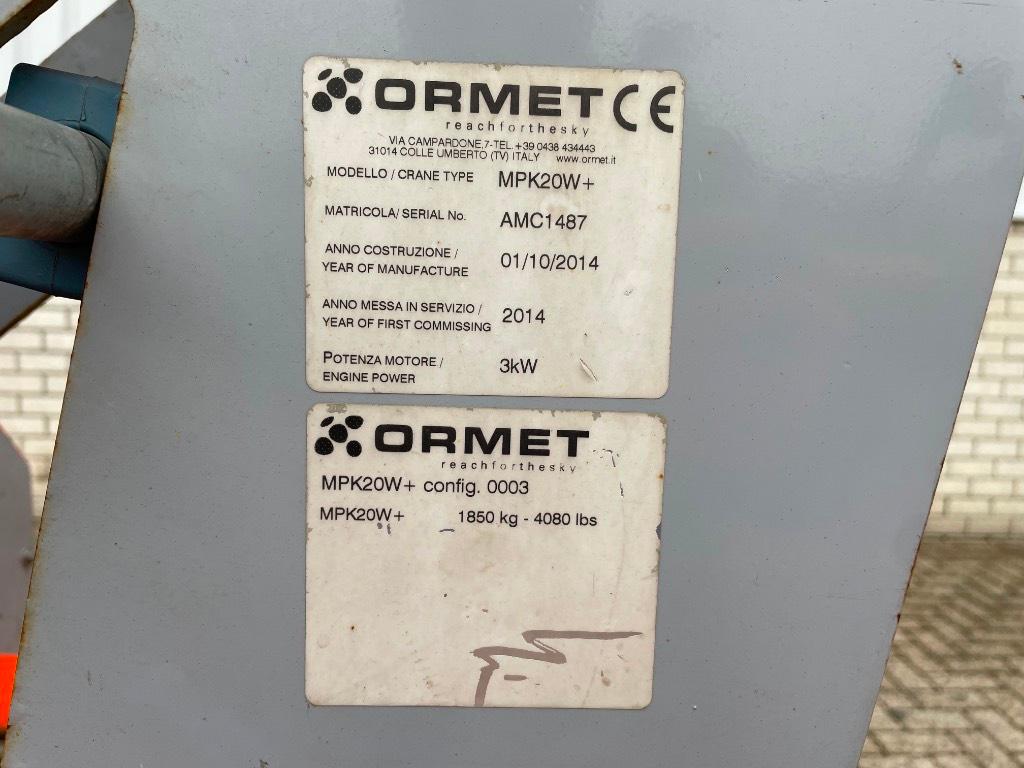 ORMET CE
reachforthesky
VIA CAMPARDONE,7-TEL.+39 0438 434443
31014 COLLE UMBERTO (TV) ITALY www.ormet.it
MODELLO / CRANE TYPE MPK20W+
MATRICOLA/ SERIAL No. AMC1487
ANNO COSTRUZIONE /
YEAR OF MANUFACTURE 01/10/2014
ANNO MESSA IN SERVIZIO /
YEAR OF FIRST COMMISSING 2014
POTENZA MOTORE /
ENGINE POWER 3kW
ORMET
reachforthesky
MPK20W+ config. 0003
MPK20W+ 1850 kg - 4080 lbs